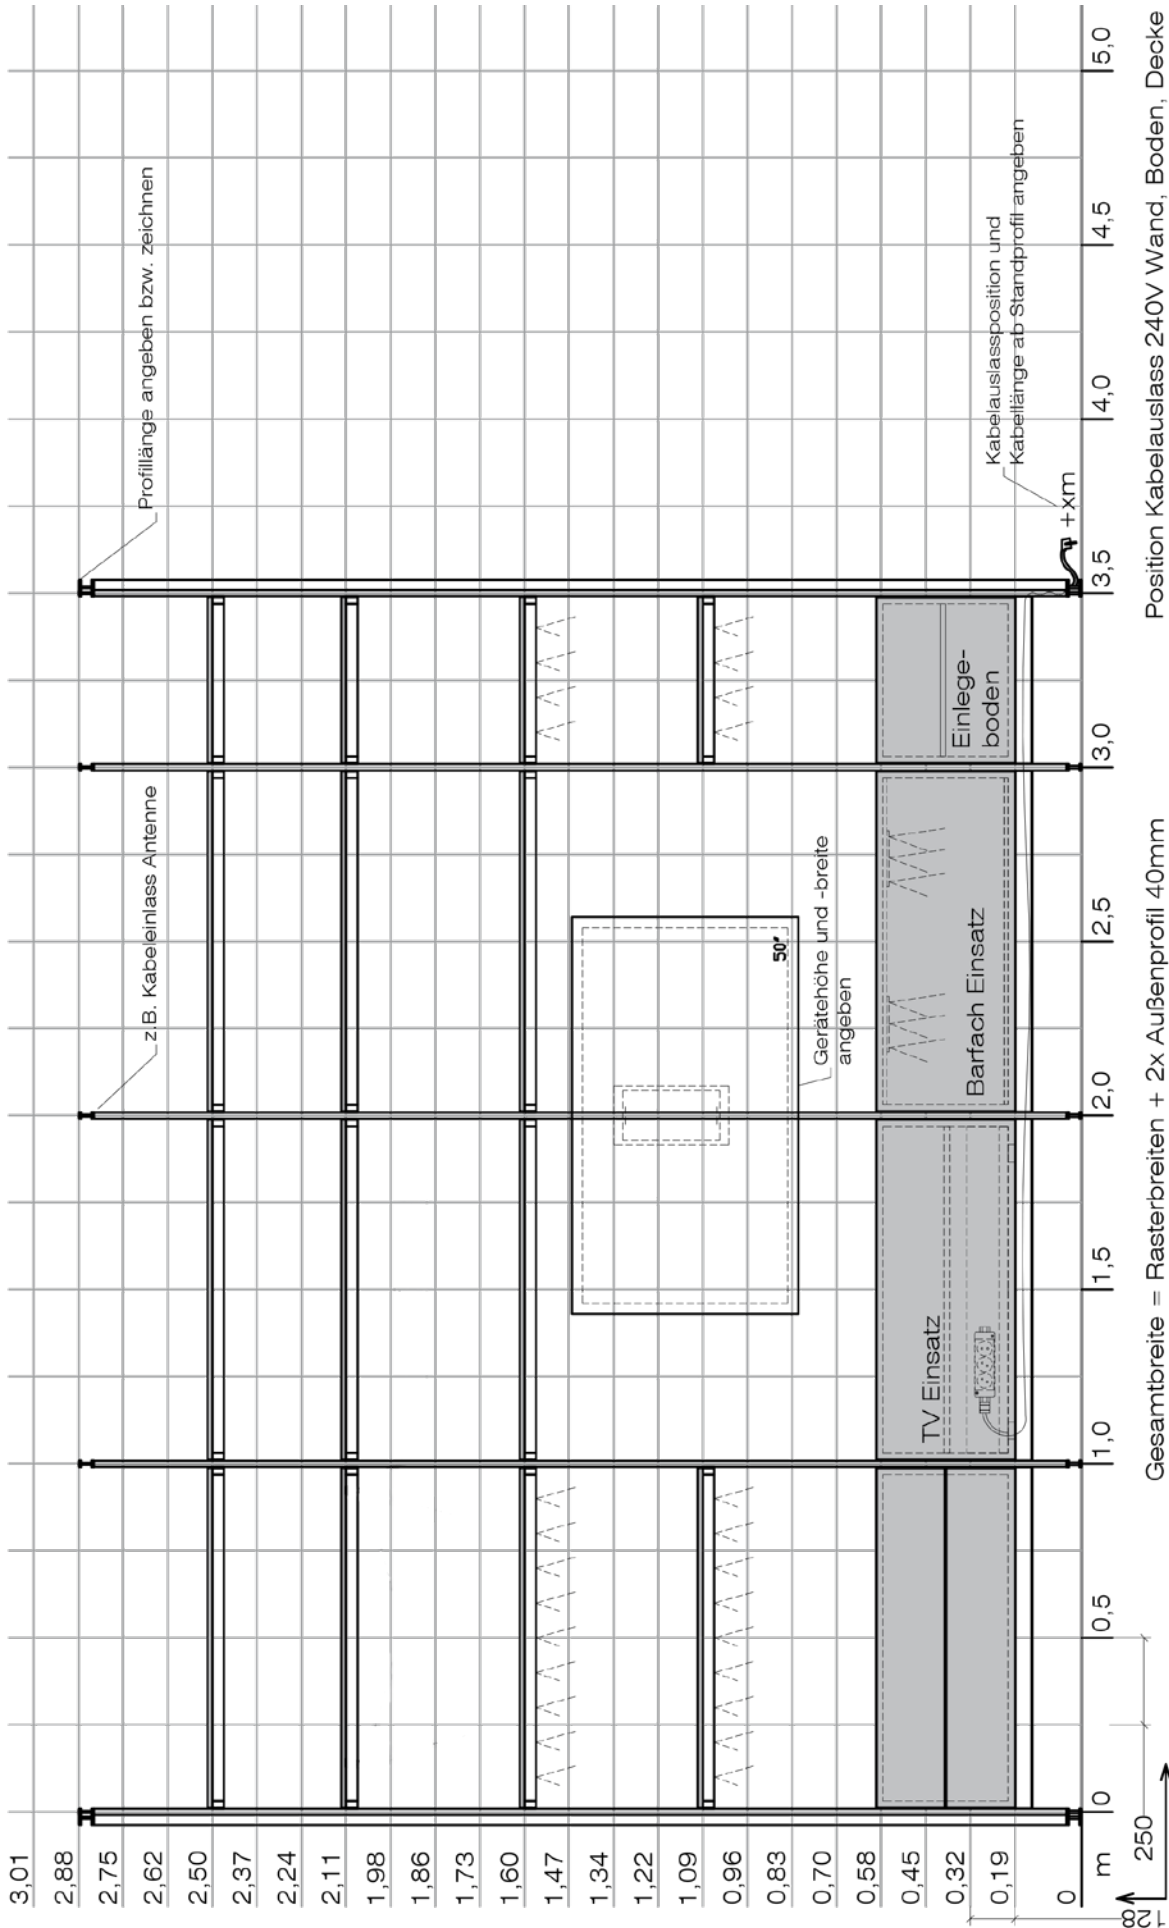 3,01
2,88
2,75
2,62
2,50
2,37
2,24
2,11
1,98
1,86
1,73
1,60
1,47
1,34
1,22
1,09
0,96
0,83
0,70
0,58
0,45
0,32
0,19
0
z.B. Kabeleinlass Antenne
Profillänge angeben bzw. zeichnen
50"
Gerätehöhe und -breite
angeben
TV Einsatz
Barfach Einsatz
Einlege-
boden
Kabelauslassposition und
Kabellänge ab Standprofil angeben
+xm
m
0
0,5
1,0
1,5
2,0
2,5
3,0
3,5
4,0
4,5
5,0
250
128
Gesamtbreite = Rasterbreiten + 2x Außenprofil 40mm
Position Kabelauslass 240V Wand, Boden, Decke